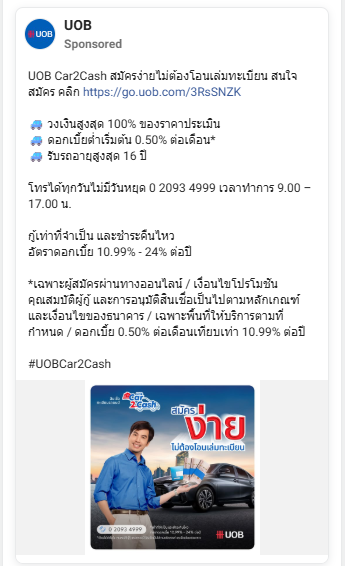 UOB
UOB
Sponsored
UOB Car2Cash สมัครง่ายไม่ต้องโอนเล่มทะเบียน สนใจ
สมัคร คลิก https://go.uob.com/3RsSNZK
🚙 วงเงินสูงสุด 100% ของราคาประเมิน
🚙 ดอกเบี้ยต่ำเริ่มต้น 0.50% ต่อเดือน*
🚙 รับรถอายุสูงสุด 16 ปี
โทรได้ทุกวันไม่มีวันหยุด 0 2093 4999 เวลาทำการ 9.00 –
17.00 น.
กู้เท่าที่จำเป็น และชำระคืนไหว
อัตราดอกเบี้ย 10.99% - 24% ต่อปี
*เฉพาะผู้สมัครผ่านทางออนไลน์ / เงื่อนไขโปรโมชัน
คุณสมบัติผู้กู้ และการอนุมัติสินเชื่อเป็นไปตามหลักเกณฑ์
และเงื่อนไขของธนาคาร / เฉพาะพื้นที่ให้บริการตามที่
กำหนด / ดอกเบี้ย 0.50% ต่อเดือนเทียบเท่า 10.99% ต่อปี
#UOBCar2Cash
Car
2Cash
สมัคร
ง่าย
ไม่ต้องโอนเล่มทะเบียน
0 2093 4999
UOB